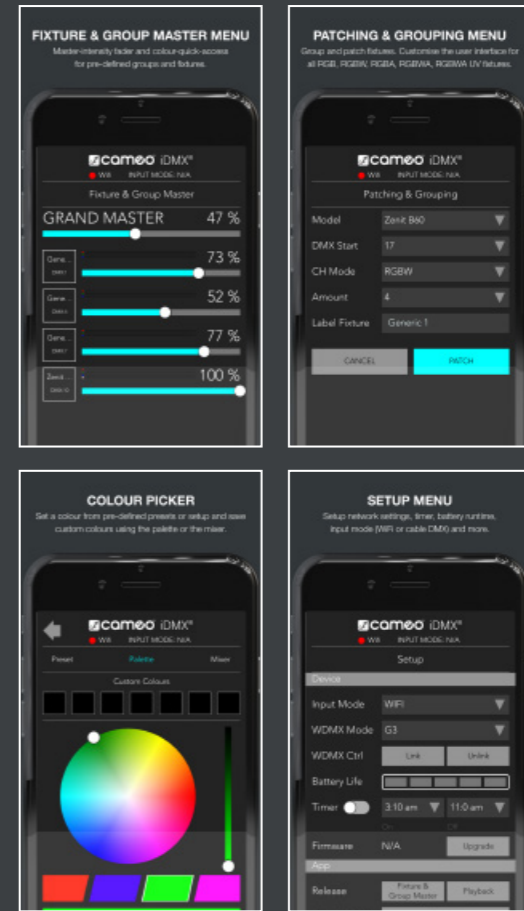 FIXTURE & GROUP MASTER MENU
Master-intensity fader and colour-quick-access
for pre-defined groups and fixtures.
cameo iDMX®
Wifi INPUT MODE: N/A
Fixture & Group Master
GRAND MASTER 47 %
Gene... 73 %
Gene... 52 %
Gene... 77 %
Zenit... 100 %
PATCHING & GROUPING MENU
Group and patch fixtures. Customise the user interface for
all RGB, RGBW, RGBA, RGBWA, RGBWA UV fixtures.
cameo iDMX®
Wifi INPUT MODE: N/A
Patching & Grouping
Model Zenit B60
DMX Start 17
CH Mode RGBW
Amount 4
Label Fixture Generic 1
CANCEL PATCH
COLOUR PICKER
Set a colour from pre-defined presets or setup and save
custom colours using the palette or the mixer.
cameo iDMX®
Wifi INPUT MODE: N/A
Preset Palette Mixer
Custom Colours
SETUP MENU
Setup network settings, timer, battery runtime,
input mode (WiFi or cable DMX) and more.
cameo iDMX®
Wifi INPUT MODE: N/A
Setup
Device
Input Mode WIFI
WDMX Mode G3
WDMX Ctrl Link Unlink
Battery Life
Timer 3:10 am 11:0 am
On Off
Firmware N/A Upgrade
App
Release Fixture & Group Master Playback